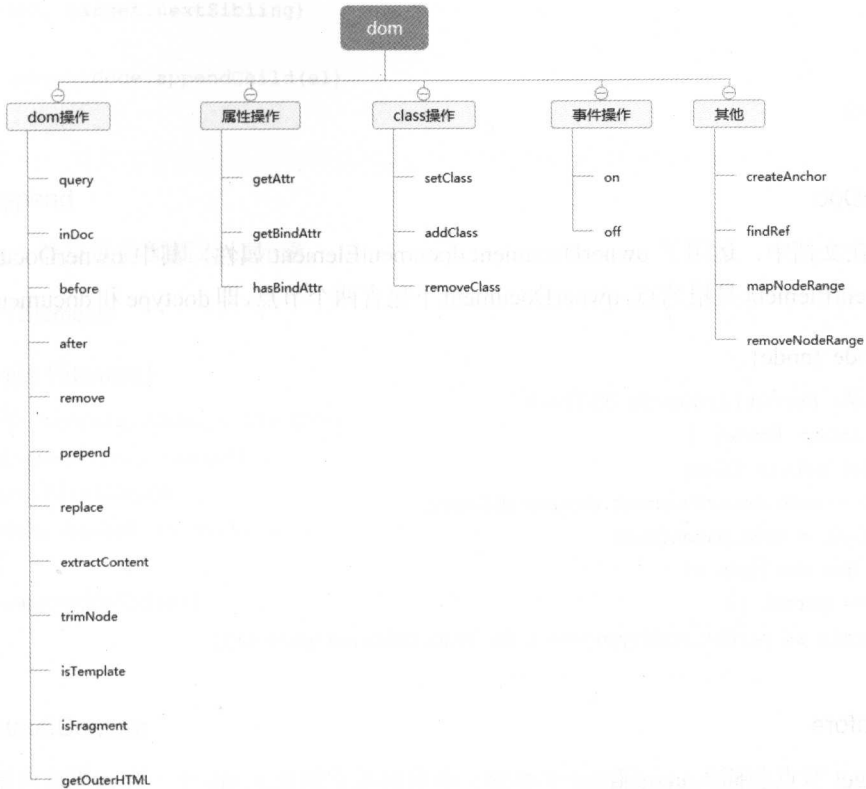 dom
dom操作
query
inDoc
before
after
remove
prepend
replace
extractContent
trimNode
isTemplate
isFragment
getOuterHTML
属性操作
getAttr
getBindAttr
hasBindAttr
class操作
setClass
addClass
removeClass
事件操作
on
off
其他
createAnchor
findRef
mapNodeRange
removeNodeRange